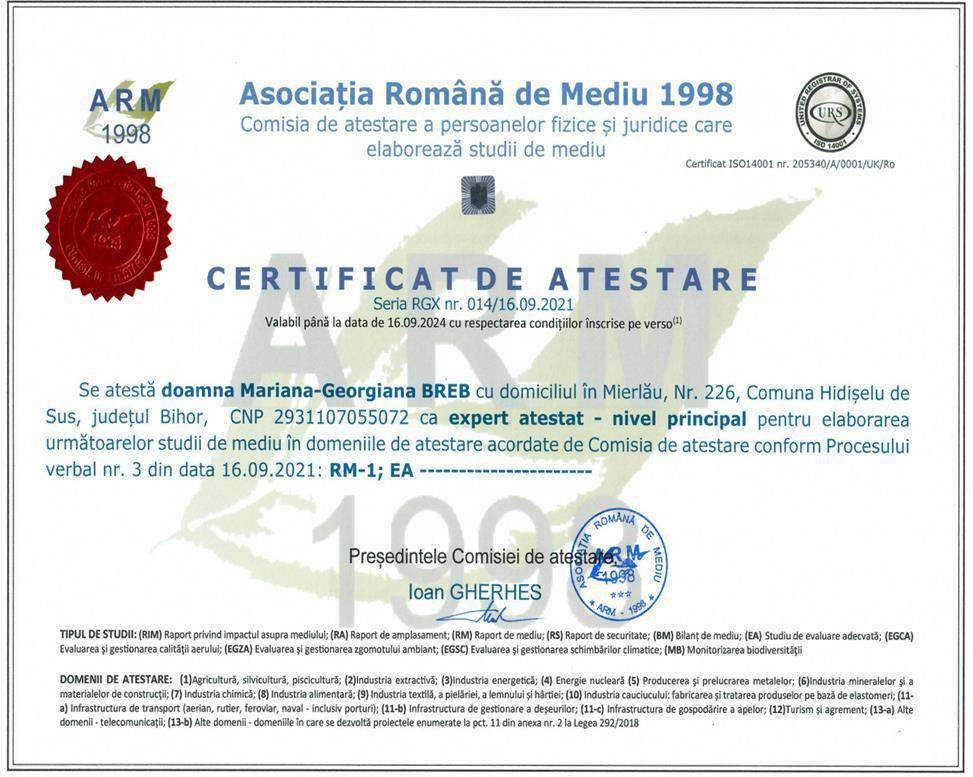 ARM
1998
Asociația Română de Mediu 1998
Comisia de atestare a persoanelor fizice și juridice care
elaborează studii de mediu
UNITED REGISTRAR OF SYSTEMS
URS
ISO 14001
Certificat ISO14001 nr. 205340/A/0001/UK/Ro
1998
ARM
1998
CERTIFICAT DE ATESTARE
Seria RGX nr. 014/16.09.2021
Valabil până la data de 16.09.2024 cu respectarea condițiilor înscrise pe verso(1)
Se atestă doamna Mariana-Georgiana BREB cu domiciliul în Mierlău, Nr. 226, Comuna Hidișelu de
Sus, județul Bihor, CNP 2931107055072 ca expert atestat – nivel principal pentru elaborarea
următoarelor studii de mediu în domeniile de atestare acordate de Comisia de atestare conform Procesului
verbal nr. 3 din data 16.09.2021: RM-1; EA ----------------------
Președintele Comisiei de atestare,
Ioan GHERHES
ASOCIAȚIA ROMÂNĂ DE MEDIU
ARM
1998
* ARM - 1998 *
TIPUL DE STUDII: (RIM) Raport privind impactul asupra mediului; (RA) Raport de amplasament; (RM) Raport de mediu; (RS) Raport de securitate; (BM) Bilanț de mediu; (EA) Studiu de evaluare adecvată; (EGCA)
Evaluarea și gestionarea calității aerului; (EGZA) Evaluarea și gestionarea zgomotului ambiant; (EGSC) Evaluarea și gestionarea schimbărilor climatice; (MB) Monitorizarea biodiversității
DOMENII DE ATESTARE: (1)Agricultură, silvicultură, piscicultură; (2)Industria extractivă; (3)Industria energetică; (4) Energie nucleară (5) Producerea și prelucrarea metalelor; (6)Industria mineralelor și a
materialelor de construcții; (7) Industria chimică; (8) Industria alimentară; (9) Industria textilă, a pielăriei, a lemnului și hârtiei; (10) Industria cauciucului: fabricarea și tratarea produselor pe bază de elastomeri; (11-
a) Infrastructura de transport (aerian, rutier, feroviar, naval - inclusiv porturi); (11-b) Infrastructura de gestionare a deșeurilor; (11-c) Infrastructura de gospodărire a apelor; (12)Turism și agrement; (13-a) Alte
domenii - telecomunicații; (13-b) Alte domenii - domeniile în care se dezvoltă proiectele enumerate la pct. 11 din anexa nr. 2 la Legea 292/2018